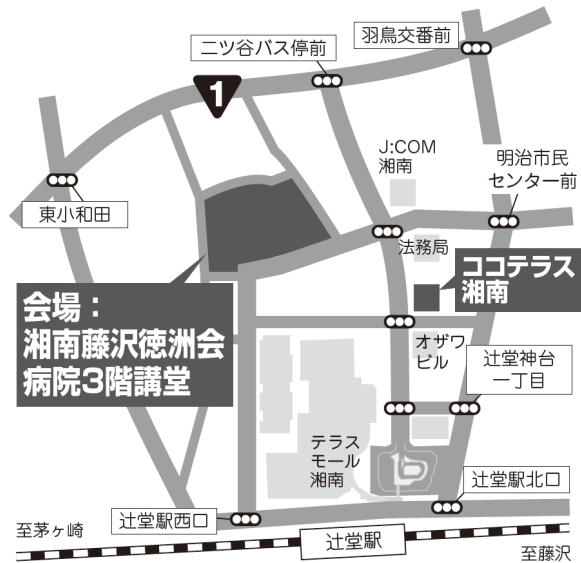 羽鳥交番前
二ツ谷バス停前
1
J:COM
湘南
明治市民
センター前
東小和田
法務局
ココテラス
湘南
会場：
湘南藤沢徳洲会
病院3階講堂
オザワ
ビル
辻堂神台
一丁目
テラス
モール
湘南
辻堂駅北口
辻堂駅西口
至茅ヶ崎
辻堂駅
至藤沢